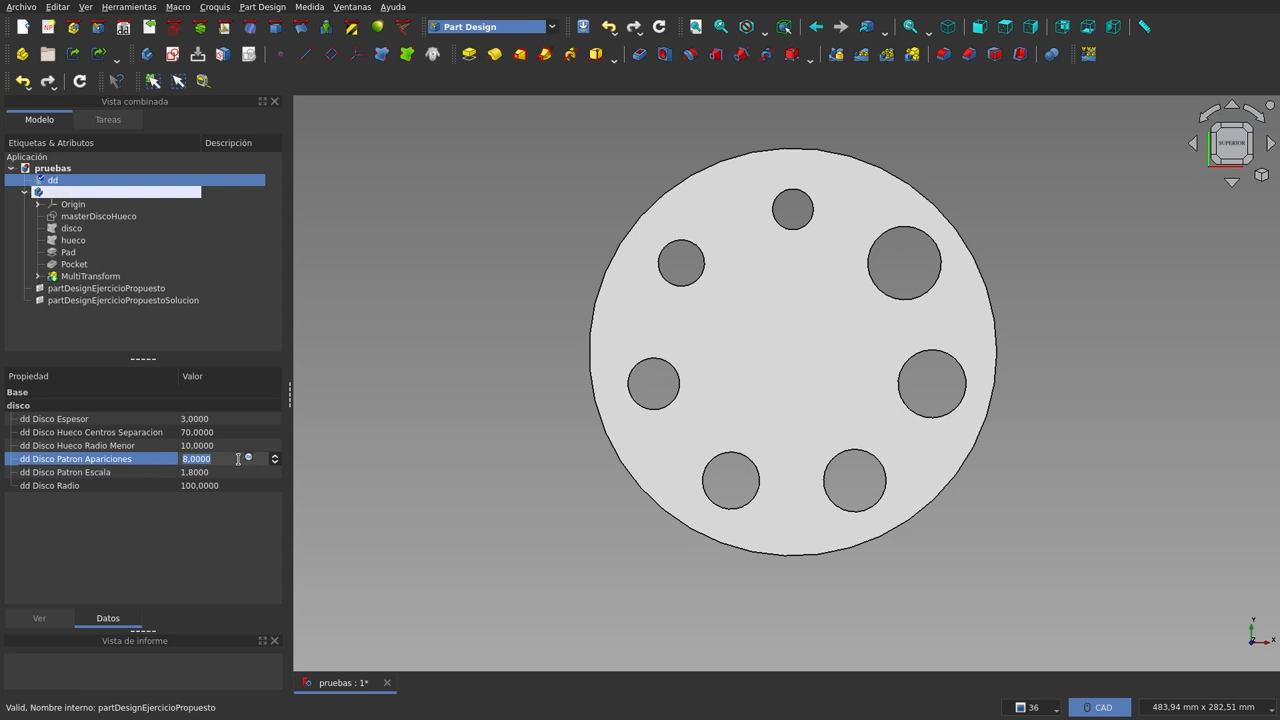 Archivo Editar Ver Herramientas Macro Croquis Part Design Medida Ventanas Ayuda
Part Design
Vista combinada
Modelo Tareas
Etiquetas & Atributos Descripción
Aplicación
pruebas
dd
Origin
masterDiscoHueco
disco
hueco
Pad
Pocket
MultiTransform
partDesignEjercicioPropuesto
partDesignEjercicioPropuestoSolucion
Propiedad Valor
Base
disco
dd Disco Espesor 3,0000
dd Disco Hueco Centros Separacion 70,0000
dd Disco Hueco Radio Menor 10,0000
dd Disco Patron Apariciones 8,0000
dd Disco Patron Escala 1,8000
dd Disco Radio 100,0000
Ver Datos
Vista de informe
SUPERIOR
Y
Z X
pruebas : 1*
Valid, Nombre interno: partDesignEjercicioPropuesto
36 CAD 483,94 mm x 282,51 mm